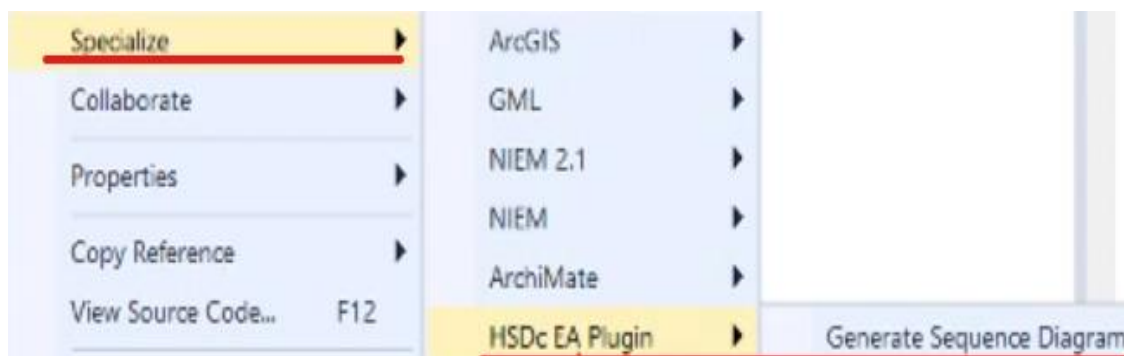 Specialize
Collaborate
Properties
Copy Reference
View Source Code... F12
ArcGIS
GML
NIEM 2.1
NIEM
ArchiMate
HSDc EA Plugin
Generate Sequence Diagram